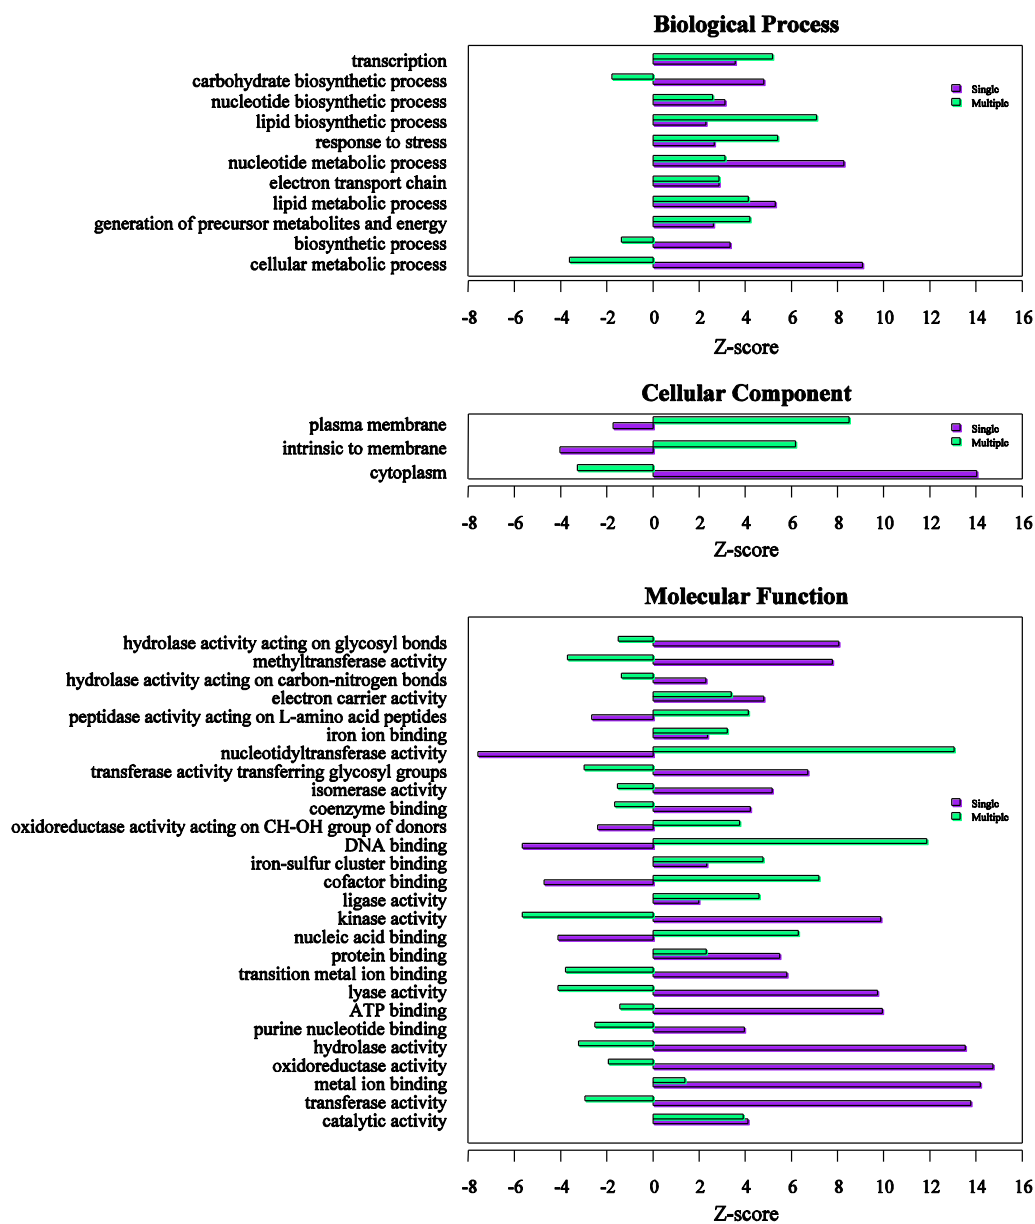 Biological Process
transcription
carbohydrate biosynthetic process
nucleotide biosynthetic process
lipid biosynthetic process
response to stress
nucleotide metabolic process
electron transport chain
lipid metabolic process
generation of precursor metabolites and energy
biosynthetic process
cellular metabolic process
Single
Multiple
-8 -6 -4 -2 0 2 4 6 8 10 12 14 16
Z-score
Cellular Component
plasma membrane
intrinsic to membrane
cytoplasm
Single
Multiple
-8 -6 -4 -2 0 2 4 6 8 10 12 14 16
Z-score
Molecular Function
hydrolase activity acting on glycosyl bonds
methyltransferase activity
hydrolase activity acting on carbon-nitrogen bonds
electron carrier activity
peptidase activity acting on L-amino acid peptides
iron ion binding
nucleotidyltransferase activity
transferase activity transferring glycosyl groups
isomerase activity
coenzyme binding
oxidoreductase activity acting on CH-OH group of donors
DNA binding
iron-sulfur cluster binding
cofactor binding
ligase activity
kinase activity
nucleic acid binding
protein binding
transition metal ion binding
lyase activity
ATP binding
purine nucleotide binding
hydrolase activity
oxidoreductase activity
metal ion binding
transferase activity
catalytic activity
Single
Multiple
-8 -6 -4 -2 0 2 4 6 8 10 12 14 16
Z-score